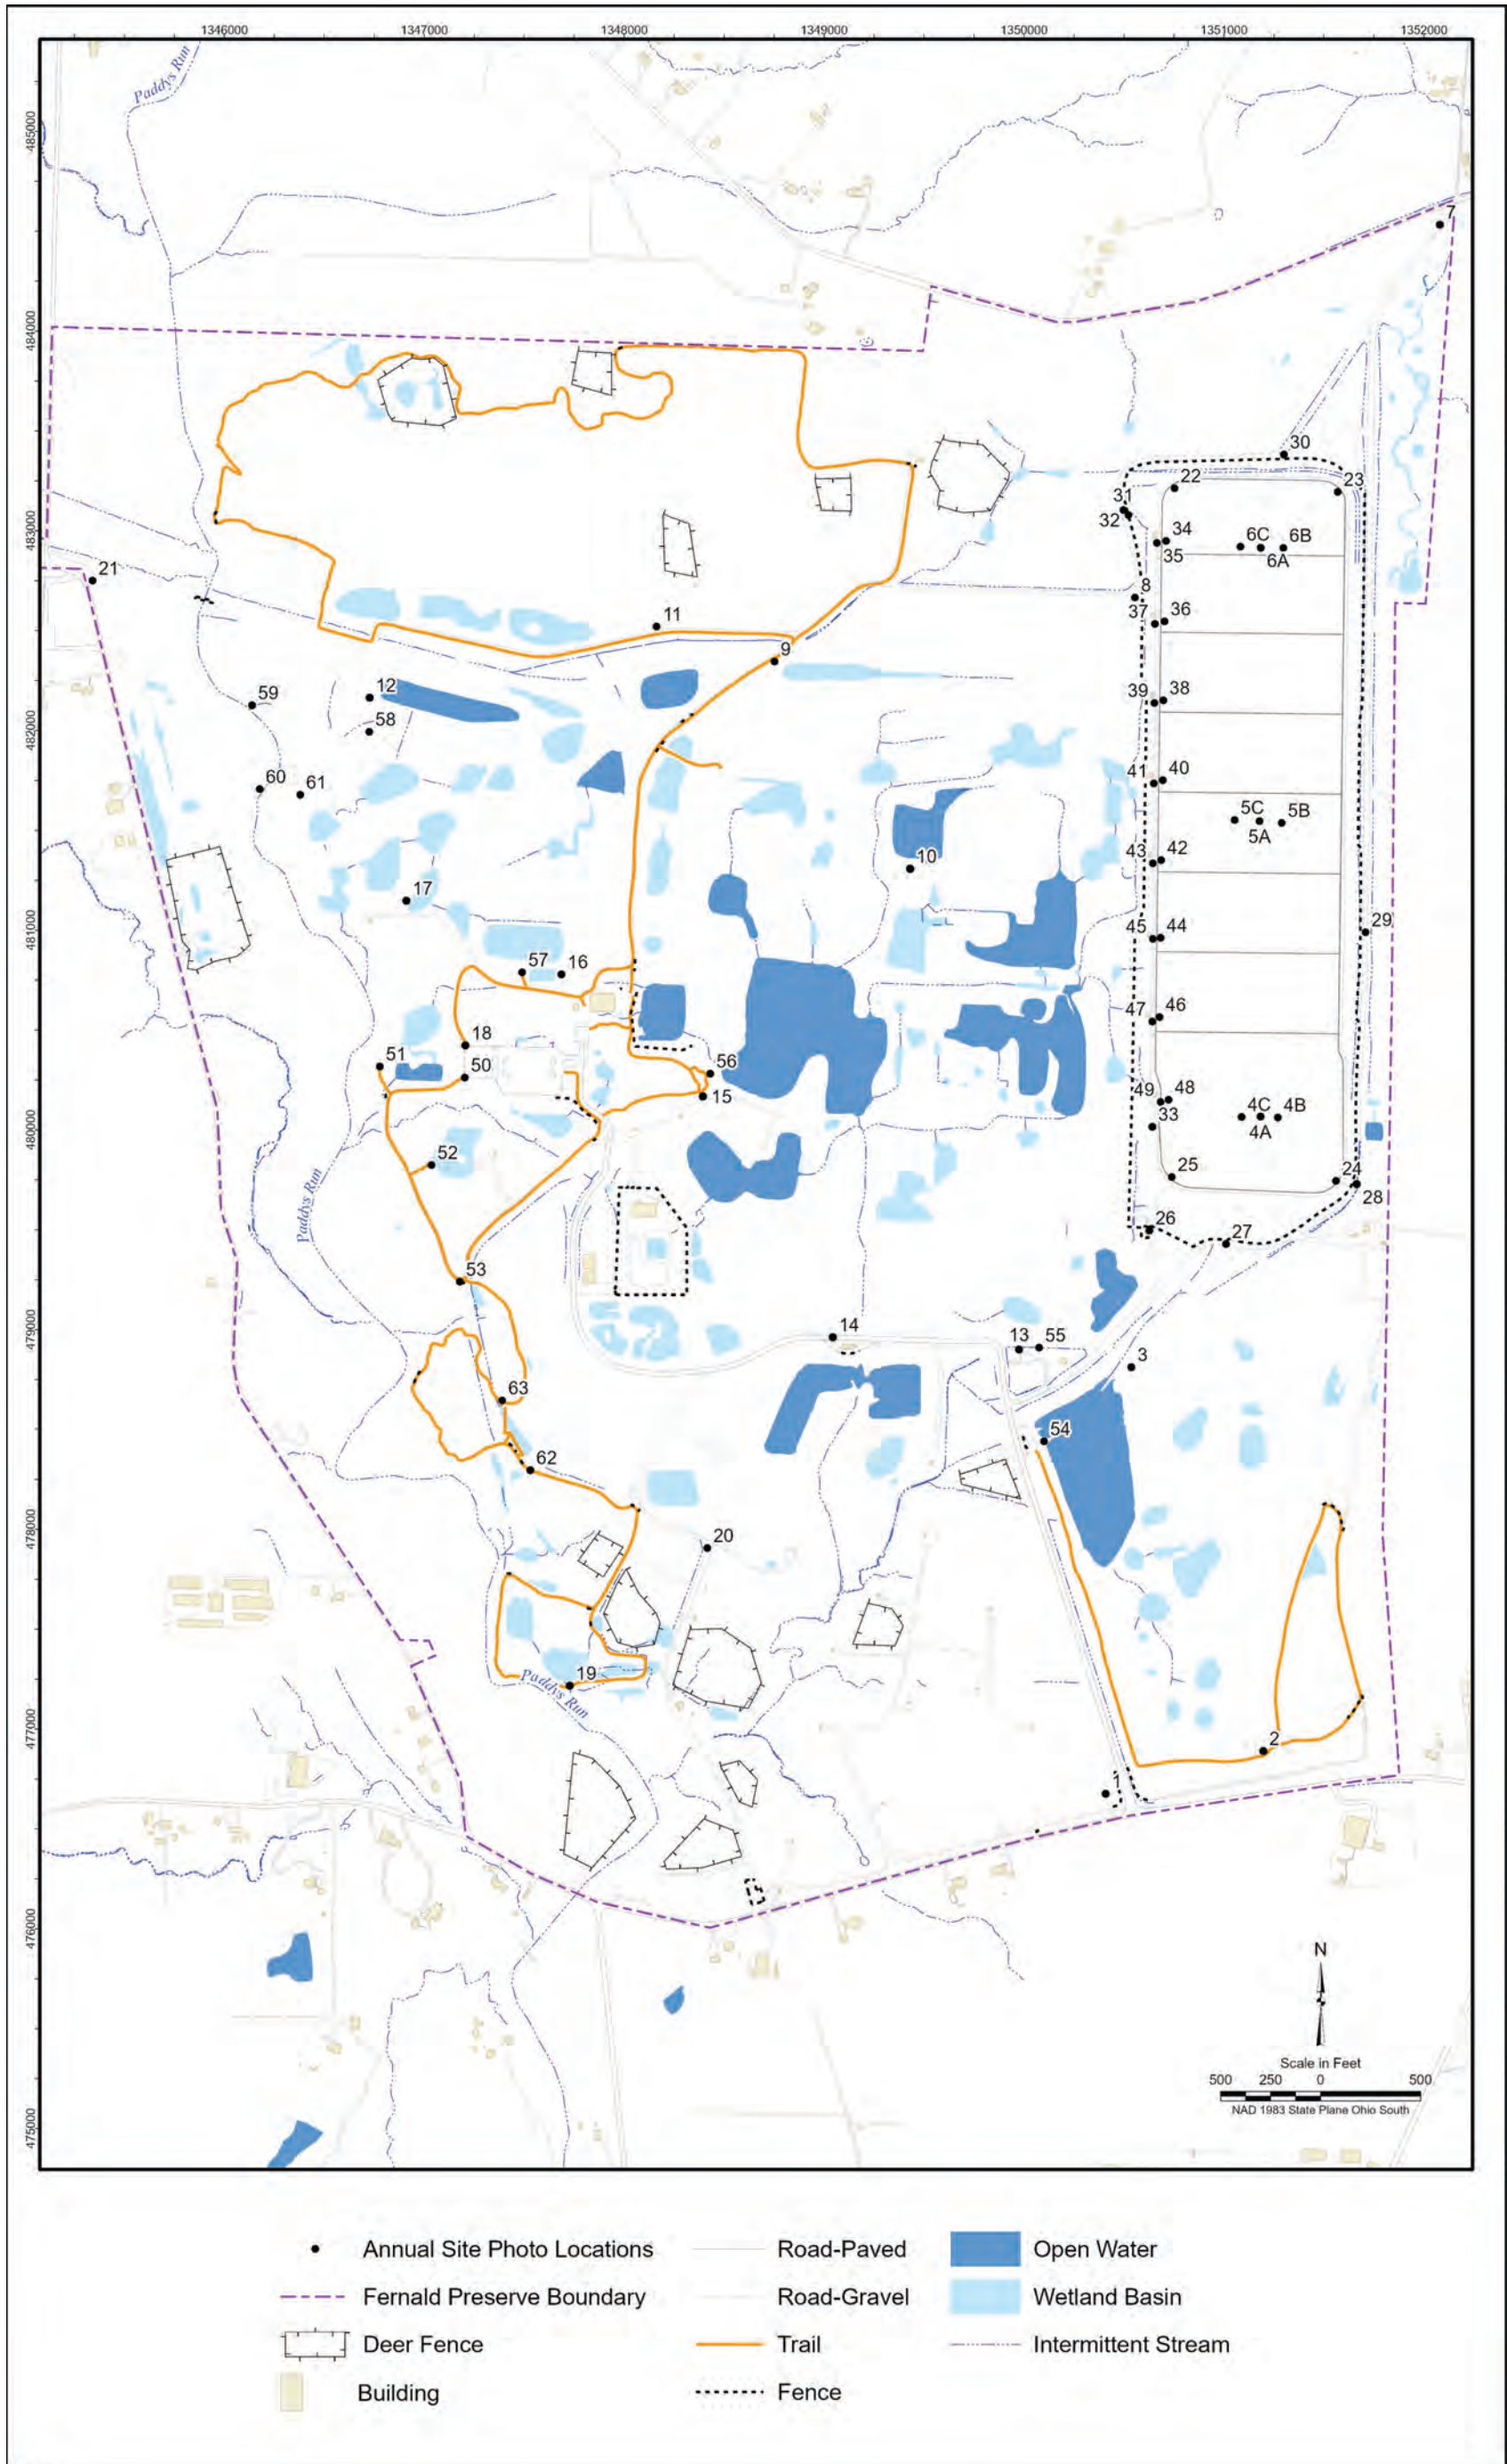 1346000 1347000 1348000 1349000 1350000 1351000 1352000
485000
484000
483000
482000
481000
480000
479000
478000
477000
476000
475000
Paddys Run
7
30
22
23
31
32
34
35
6C 6B
6A
21
8
37 36
11
9
12
39 38
59
58
60 61
41 40
5C 5B
5A
10
43 42
17
45 44
29
57 16
47 46
18
51
50
56
15
49 48
33
4C 4B
4A
52
25
24
28
Paddys Run
26
27
53
14
13 55
3
63
54
62
20
19
Paddys Run
2
1
N
Scale in Feet
500 250 0 500
NAD 1983 State Plane Ohio South
Annual Site Photo Locations
Fernald Preserve Boundary
Deer Fence
Building
Road-Paved
Road-Gravel
Trail
Fence
Open Water
Wetland Basin
Intermittent Stream